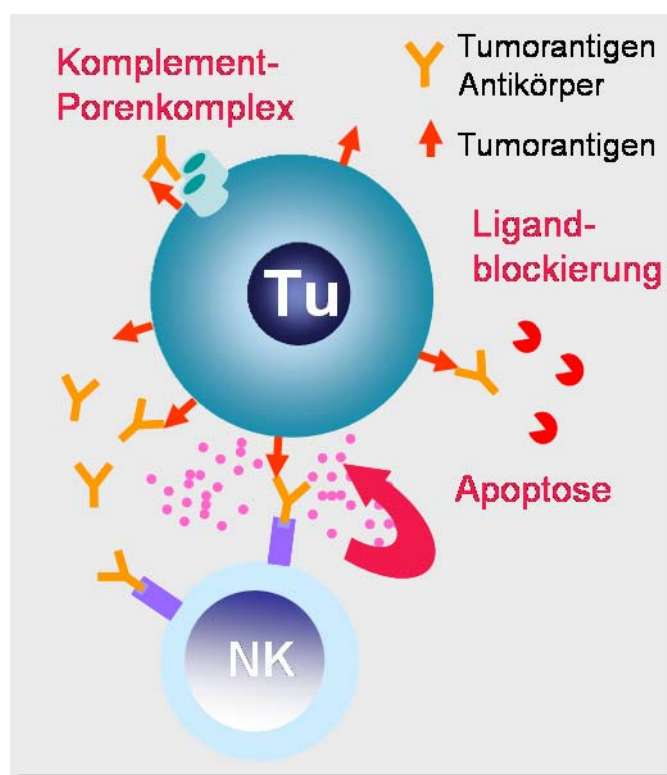 Komplement-
Porenkomplex
Tumorantigen
Antikörper
Tumorantigen
Ligand-
blockierung
Tu
Apoptose
NK